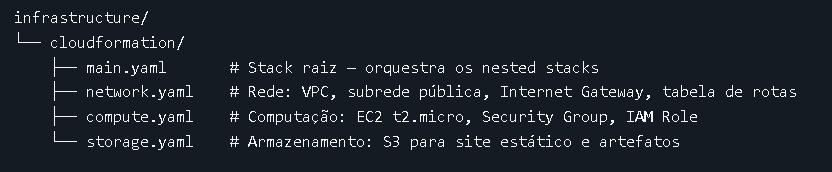 infrastructure/
└── cloudformation/
    ├── main.yaml      # Stack raiz – orquestra os nested stacks
    ├── network.yaml   # Rede: VPC, subrede pública, Internet Gateway, tabela de rotas
    ├── compute.yaml   # Computação: EC2 t2.micro, Security Group, IAM Role
    └── storage.yaml   # Armazenamento: S3 para site estático e artefatos